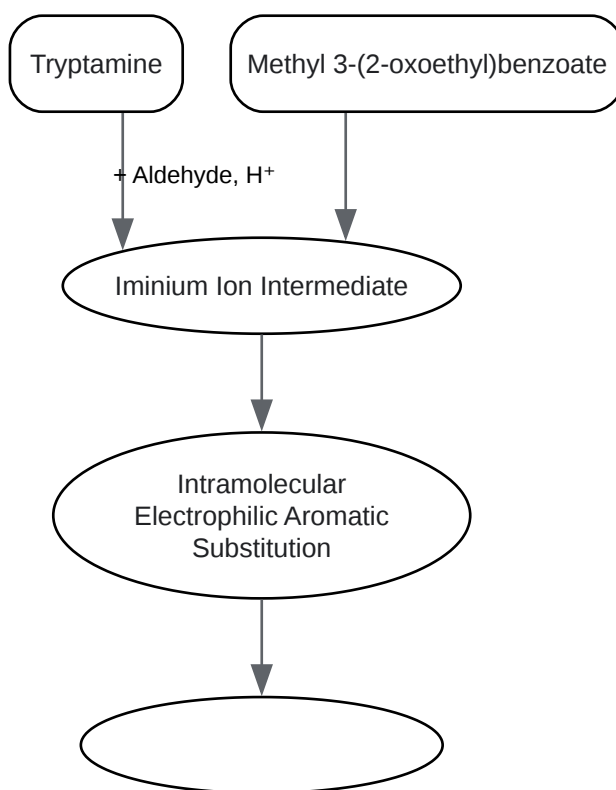 Tryptamine
Methyl 3-(2-oxoethyl)benzoate
+ Aldehyde, H⁺
Iminium Ion Intermediate
Intramolecular
Electrophilic Aromatic
Substitution